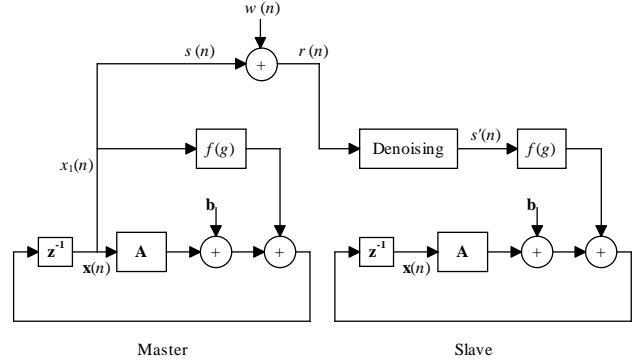 w(n)
s(n)
+
r(n)
x₁(n)
f(g)
Denoising
s'(n)
f(g)
b
b
z⁻¹
x(n)
A
+
+
z⁻¹
x(n)
A
+
+
Master
Slave